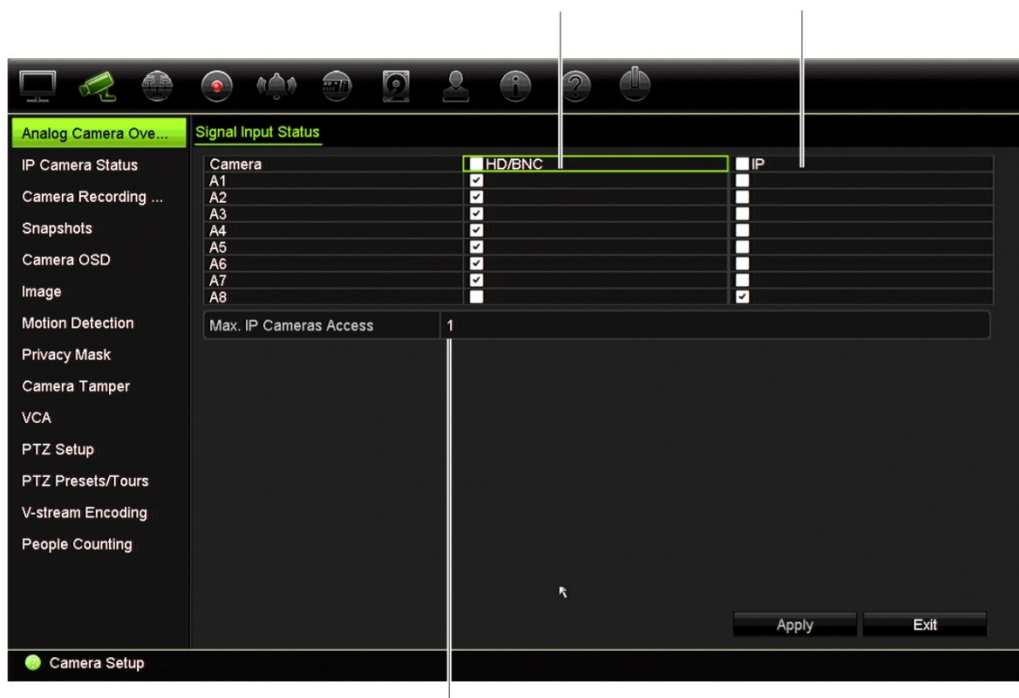 Analog Camera Ove...
Signal Input Status
IP Camera Status
Camera Recording ...
Snapshots
Camera OSD
Image
Motion Detection
Privacy Mask
Camera Tamper
VCA
PTZ Setup
PTZ Presets/Tours
V-stream Encoding
People Counting
Camera HD/BNC IP
A1
A2
A3
A4
A5
A6
A7
A8
Max. IP Cameras Access 1
Apply Exit
Camera Setup